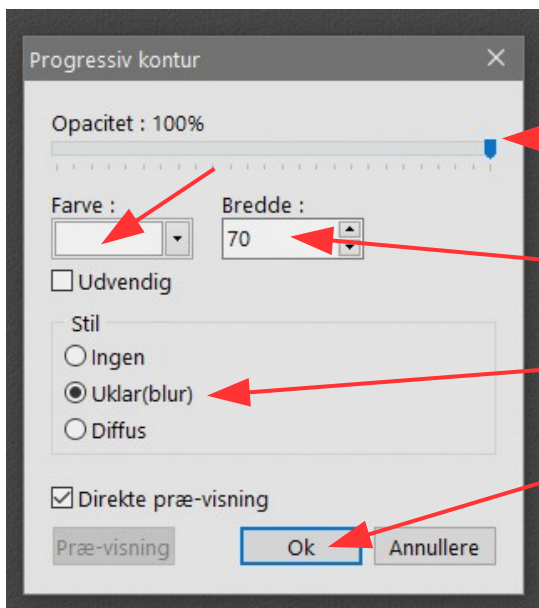 Progressiv kontur
Opacitet : 100%
Farve :
Bredde :
70
Udvendig
Stil
Ingen
Uklar(blur)
Diffus
Direkte præ-visning
Præ-visning
Ok
Annullere